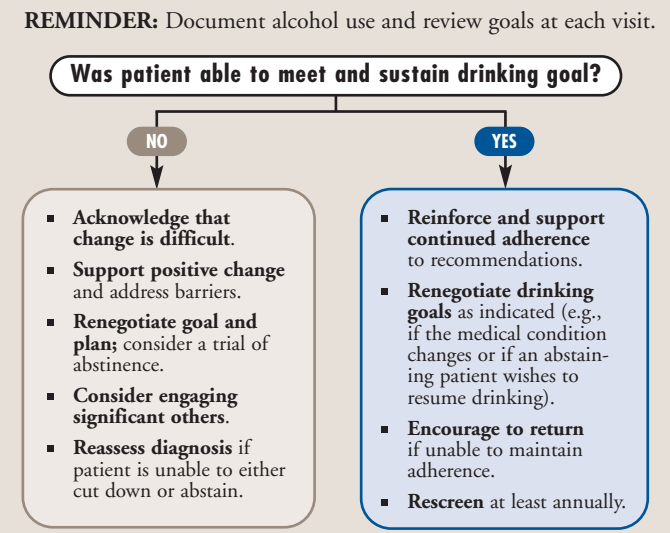 REMINDER: Document alcohol use and review goals at each visit.
Was patient able to meet and sustain drinking goal?
NO
YES
▪ Acknowledge that
change is difficult.
▪ Support positive change
and address barriers.
▪ Renegotiate goal and
plan; consider a trial of
abstinence.
▪ Consider engaging
significant others.
▪ Reassess diagnosis if
patient is unable to either
cut down or abstain.
▪ Reinforce and support
continued adherence
to recommendations.
▪ Renegotiate drinking
goals as indicated (e.g.,
if the medical condition
changes or if an abstain-
ing patient wishes to
resume drinking).
▪ Encourage to return
if unable to maintain
adherence.
▪ Rescreen at least annually.